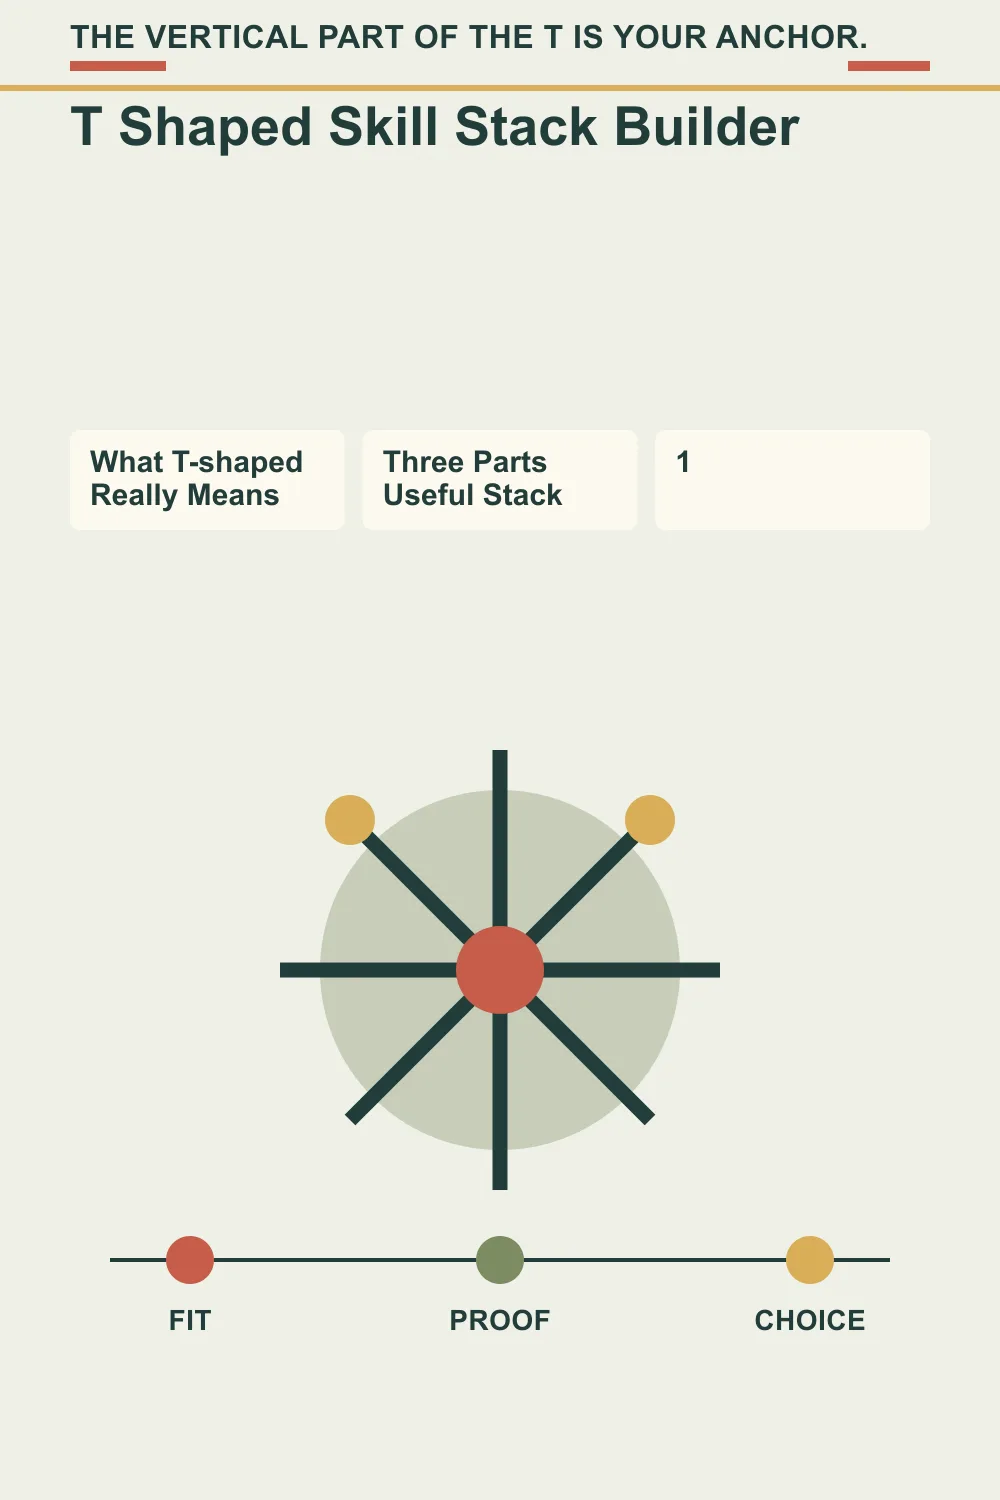 THE VERTICAL PART OF THE T IS YOUR ANCHOR.
T Shaped Skill Stack Builder
What T-shaped
Really Means
Three Parts
Useful Stack
1
FIT
PROOF
CHOICE